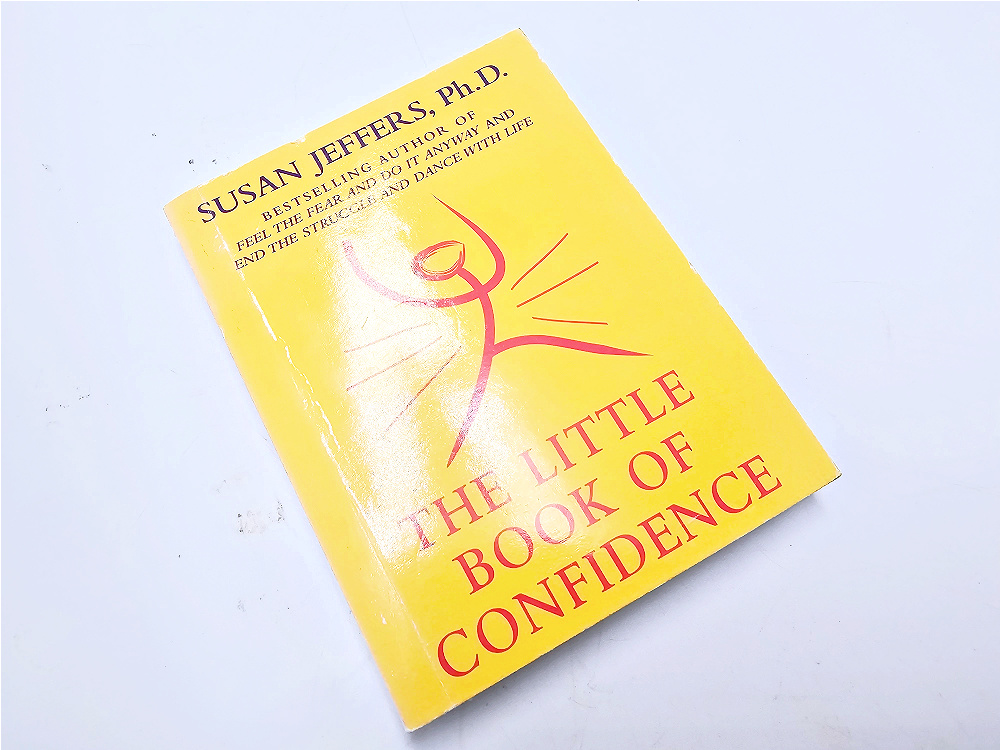 SUSAN JEFFERS, Ph.D.
BESTSELLING AUTHOR OF
FEEL THE FEAR AND DO IT ANYWAY AND
END THE STRUGGLE AND DANCE WITH LIFE
THE LITTLE
BOOK OF
CONFIDENCE